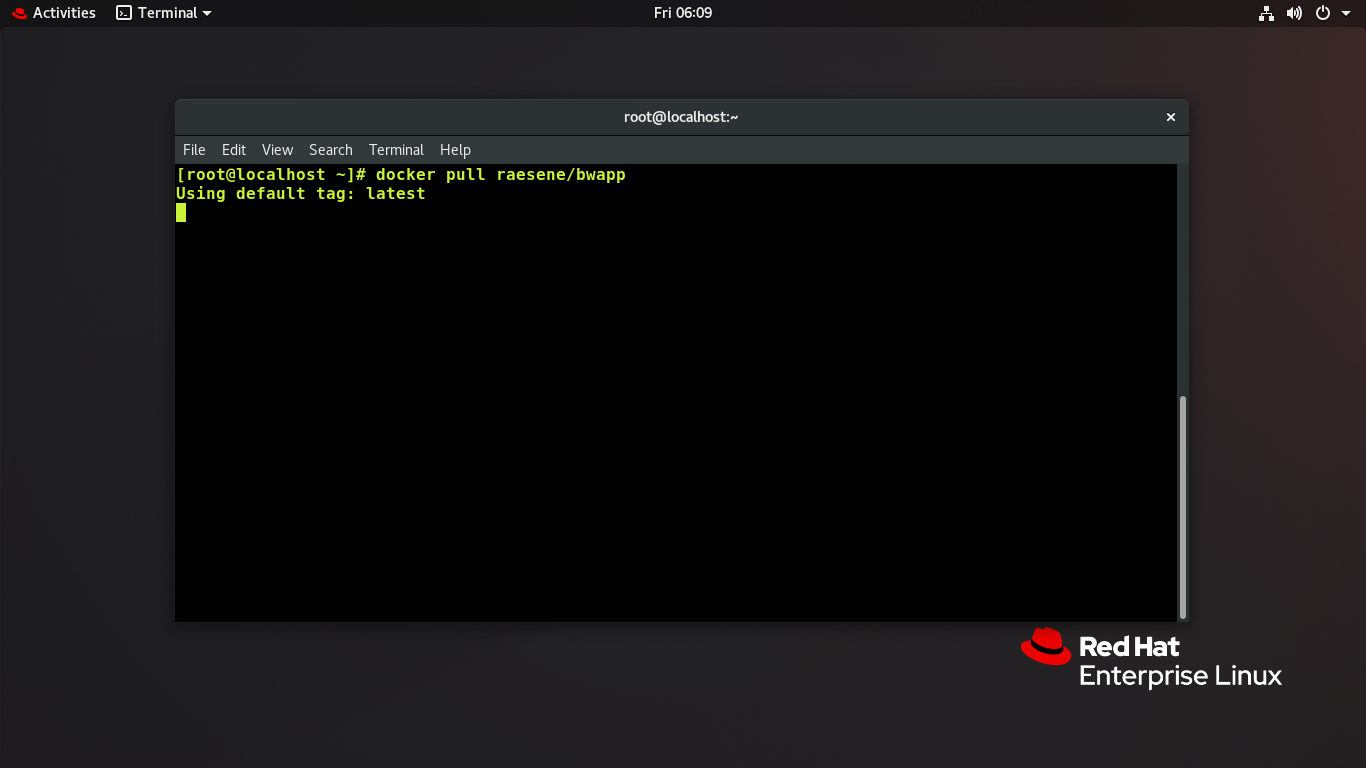 Activities Terminal Fri 06:09
root@localhost:~ ×
File Edit View Search Terminal Help
[root@localhost ~]# docker pull raesene/bwapp
Using default tag: latest
Red Hat
Enterprise Linux